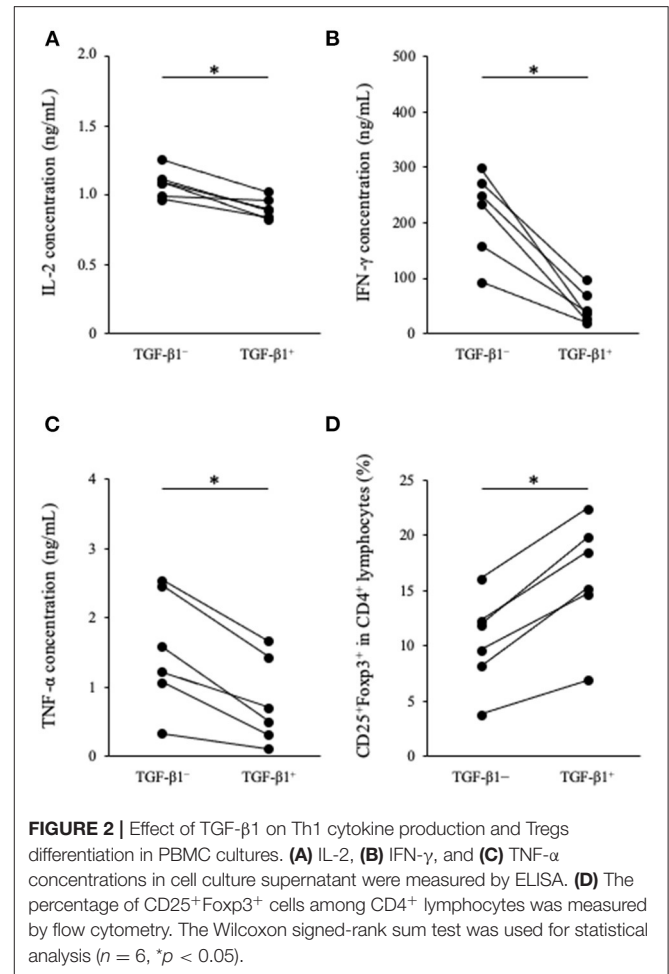 A
B
2.0
1.5
1.0
0.5
0
IL-2 concentration (ng/mL)
*
TGF-β1⁻
TGF-β1⁺
500
400
300
200
100
0
IFN-γ concentration (ng/mL)
*
TGF-β1⁻
TGF-β1⁺
C
D
4
3
2
1
0
TNF-α concentration (ng/mL)
*
TGF-β1⁻
TGF-β1⁺
25
20
15
10
5
0
CD25⁺Foxp3⁺ in CD4⁺ lymphocytes (%)
*
TGF-β1−
TGF-β1⁺
FIGURE 2 | Effect of TGF-β1 on Th1 cytokine production and Tregs
differentiation in PBMC cultures. (A) IL-2, (B) IFN-γ, and (C) TNF-α
concentrations in cell culture supernatant were measured by ELISA. (D) The
percentage of CD25⁺Foxp3⁺ cells among CD4⁺ lymphocytes was measured
by flow cytometry. The Wilcoxon signed-rank sum test was used for statistical
analysis (n = 6, *p < 0.05).